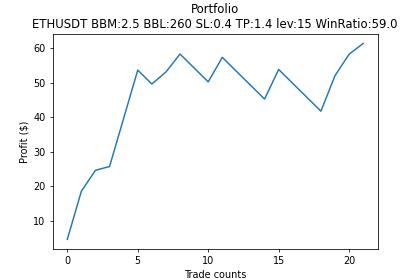 Portfolio
ETHUSDT BBM:2.5 BBL:260 SL:0.4 TP:1.4 lev:15 WinRatio:59.0
60
50
40
30
20
10
Profit ($)
0 5 10 15 20
Trade counts